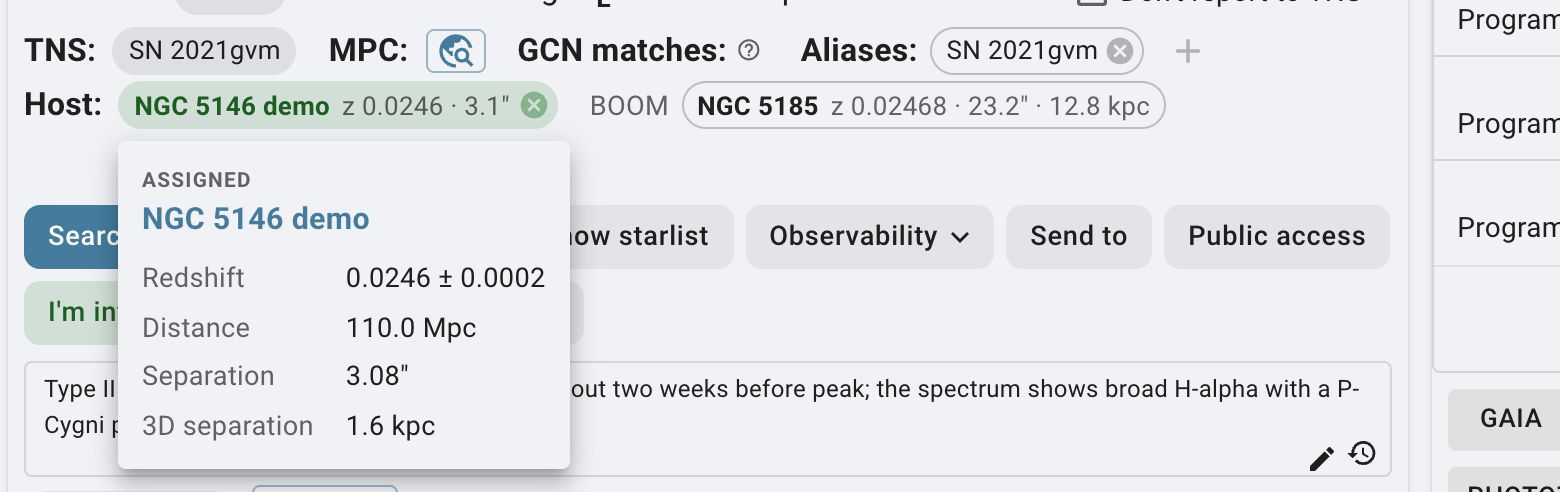 TNS: SN 2021gvm MPC: GCN matches: Aliases: SN 2021gvm
Host: NGC 5146 demo z 0.0246 · 3.1" BOOM NGC 5185 z 0.02468 · 23.2" · 12.8 kpc
ASSIGNED
NGC 5146 demo
Redshift 0.0246 ± 0.0002
Distance 110.0 Mpc
Separation 3.08"
3D separation 1.6 kpc
starlist Observability Send to Public access
I'm
Type II out two weeks before peak; the spectrum shows broad H-alpha with a P-
Cygni
Program
Program
Program
GAIA